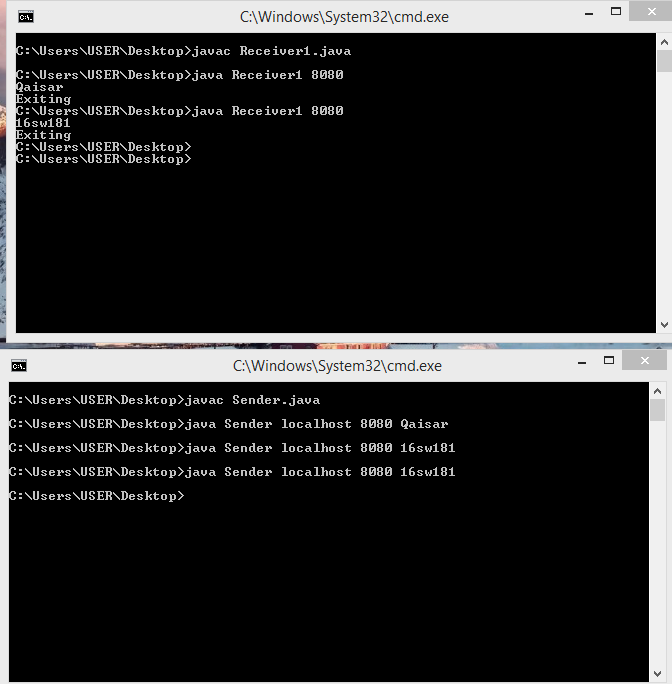 C:\Windows\System32\cmd.exe
C:\Users\USER\Desktop>javac Receiver1.java
C:\Users\USER\Desktop>java Receiver1 8080
Qaisar
Exiting
C:\Users\USER\Desktop>java Receiver1 8080
16sw181
Exiting
C:\Users\USER\Desktop>
C:\Users\USER\Desktop>
C:\Windows\System32\cmd.exe
C:\Users\USER\Desktop>javac Sender.java
C:\Users\USER\Desktop>java Sender localhost 8080 Qaisar
C:\Users\USER\Desktop>java Sender localhost 8080 16sw181
C:\Users\USER\Desktop>java Sender localhost 8080 16sw181
C:\Users\USER\Desktop>